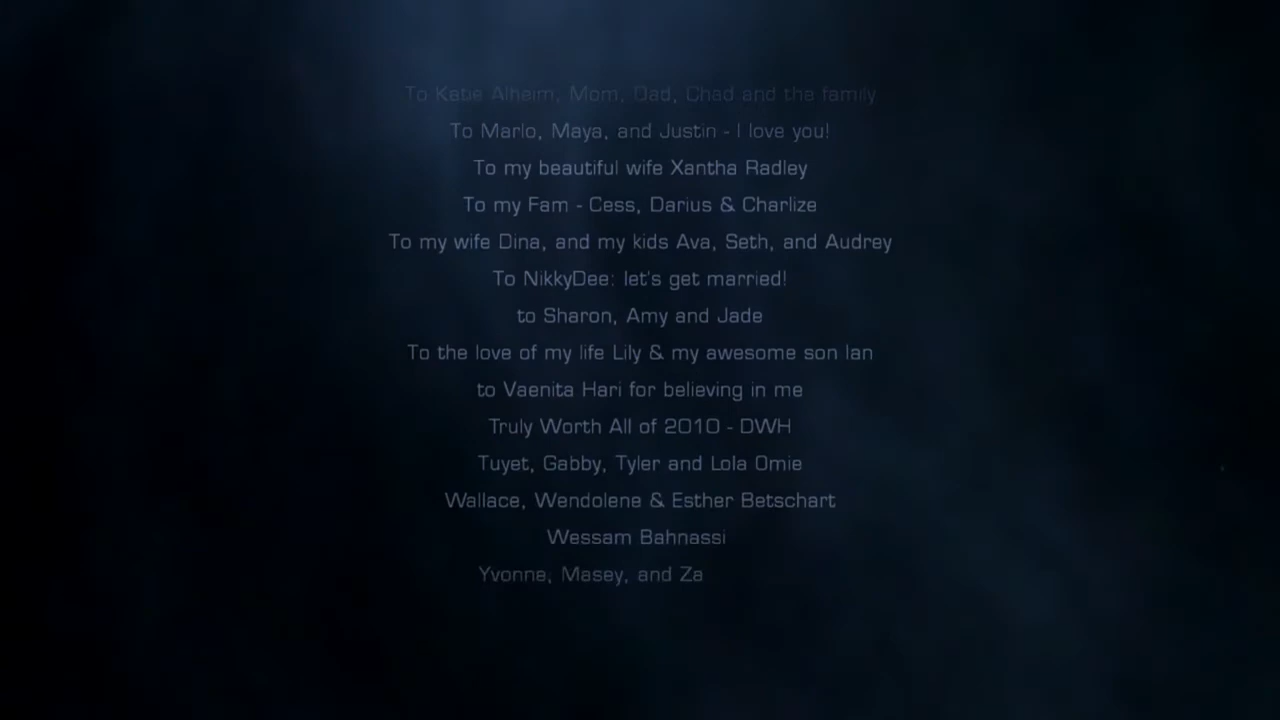 To Katie Alheim, Mom, Dad, Chad and the family
To Marlo, Maya, and Justin - I love you!
To my beautiful wife Xantha Radley
To my Fam - Cess, Darius & Charlize
To my wife Dina, and my kids Ava, Seth, and Audrey
To NikkyDee: let's get married!
to Sharon, Amy and Jade
To the love of my life Lily & my awesome son Ian
to Vaenita Hari for believing in me
Truly Worth All of 2010 - DWH
Tuyet, Gabby, Tyler and Lola Omie
Wallace, Wendolene & Esther Betschart
Wessam Bahnassi
Yvonne, Masey, and Za